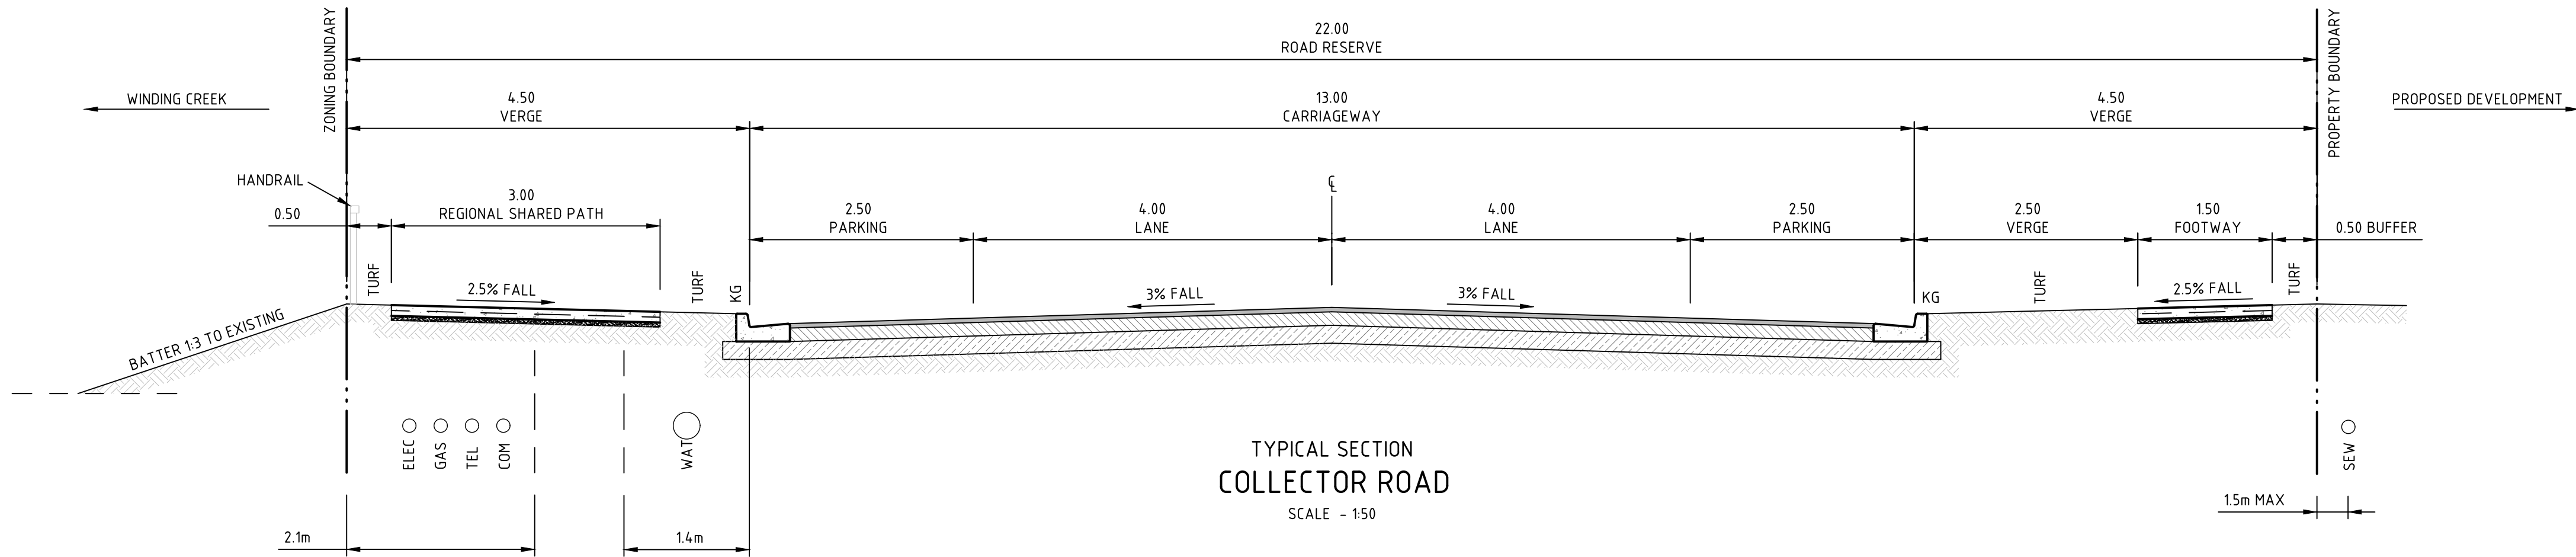 22.00
ROAD RESERVE
ZONING BOUNDARY
PROPERTY BOUNDARY
WINDING CREEK
4.50
VERGE
13.00
CARRIAGEWAY
4.50
VERGE
PROPOSED DEVELOPMENT
HANDRAIL
0.50
3.00
REGIONAL SHARED PATH
2.50
PARKING
4.00
LANE
℄
4.00
LANE
2.50
PARKING
2.50
VERGE
1.50
FOOTWAY
0.50 BUFFER
TURF
2.5% FALL
TURF
KG
3% FALL
3% FALL
KG
TURF
2.5% FALL
TURF
BATTER 1:3 TO EXISTING
ELEC
GAS
TEL
COM
WAT
SEW
TYPICAL SECTION
COLLECTOR ROAD
SCALE - 1:50
2.1m
1.4m
1.5m MAX